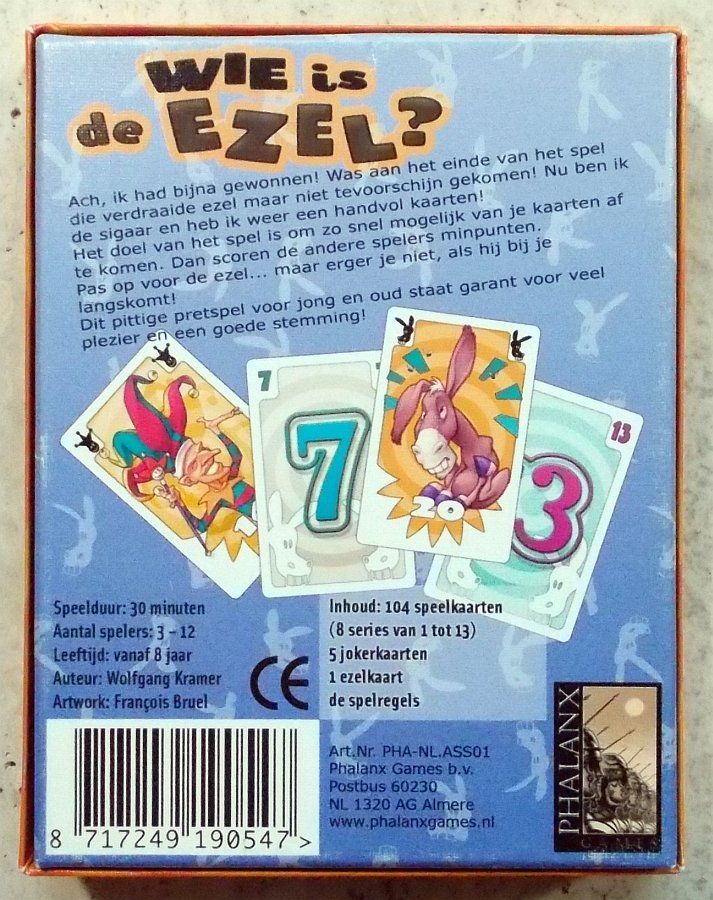 WIE is
de EZEL?
Ach, ik had bijna gewonnen! Was aan het einde van het spel
die verdraaide ezel maar niet tevoorschijn gekomen! Nu ben ik
de sigaar en heb ik weer een handvol kaarten!
Het doel van het spel is om zo snel mogelijk van je kaarten af
te komen. Dan scoren de andere spelers minpunten.
Pas op voor de ezel... maar erger je niet, als hij bij je
langskomt!
Dit pittige pretspel voor jong en oud staat garant voor veel
plezier en een goede stemming!
7
7
20
13
3
Speelduur: 30 minuten
Aantal spelers: 3 – 12
Leeftijd: vanaf 8 jaar
Auteur: Wolfgang Kramer
Artwork: François Bruel
CE
Inhoud: 104 speelkaarten
(8 series van 1 tot 13)
5 jokerkaarten
1 ezelkaart
de spelregels
Art.Nr. PHA-NL.ASS01
Phalanx Games b.v.
Postbus 60230
NL 1320 AG Almere
www.phalanxgames.nl
PHALANX
GAMES
8 717249 190547 >